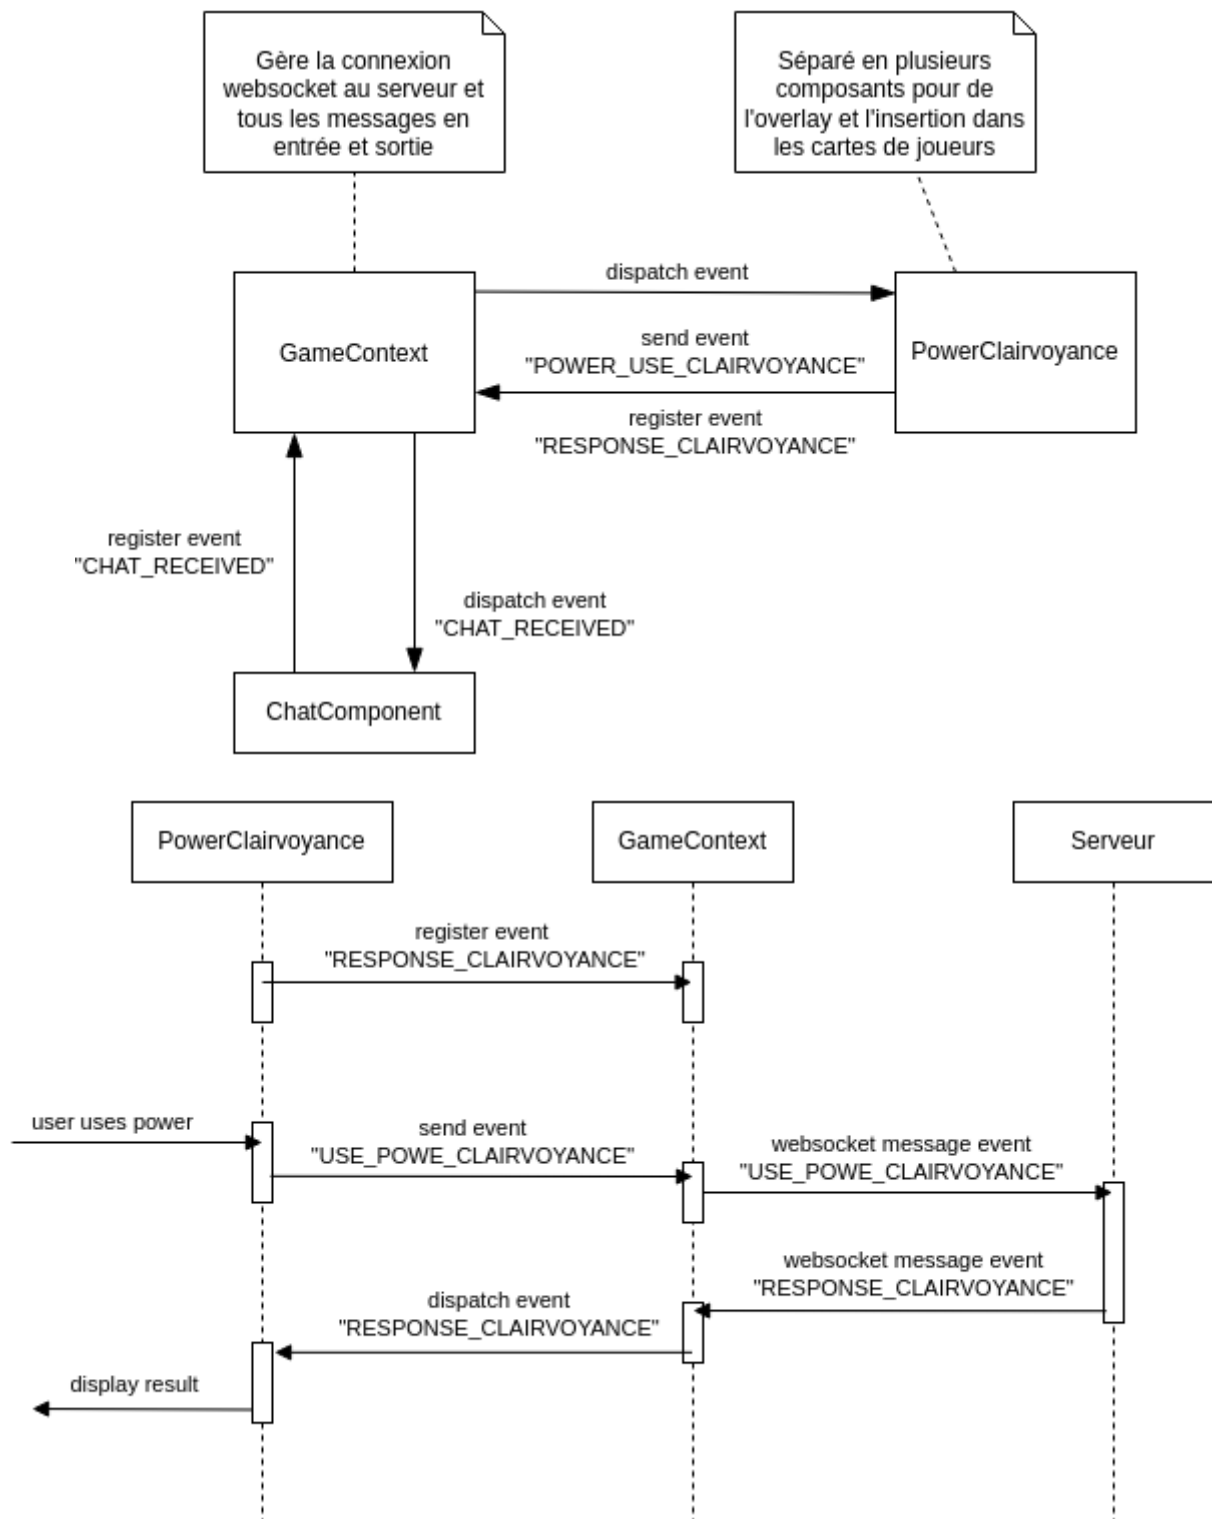 Gère la connexion
websocket au serveur et
tous les messages en
entrée et sortie
Séparé en plusieurs
composants pour de
l'overlay et l'insertion dans
les cartes de joueurs
dispatch event
GameContext
send event
"POWER_USE_CLAIRVOYANCE"
PowerClairvoyance
register event
"RESPONSE_CLAIRVOYANCE"
register event
"CHAT_RECEIVED"
dispatch event
"CHAT_RECEIVED"
ChatComponent
PowerClairvoyance
GameContext
Serveur
register event
"RESPONSE_CLAIRVOYANCE"
user uses power
send event
"USE_POWE_CLAIRVOYANCE"
websocket message event
"USE_POWE_CLAIRVOYANCE"
websocket message event
"RESPONSE_CLAIRVOYANCE"
dispatch event
"RESPONSE_CLAIRVOYANCE"
display result